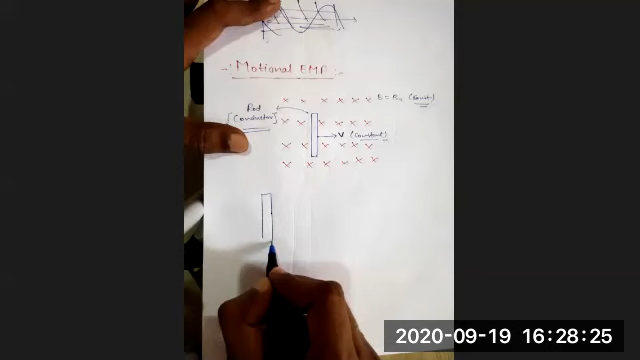 Motional EMF
B = B₀ (Const.)
Rod
[Conductor]
V (Constant)
2020-09-19 16:28:25